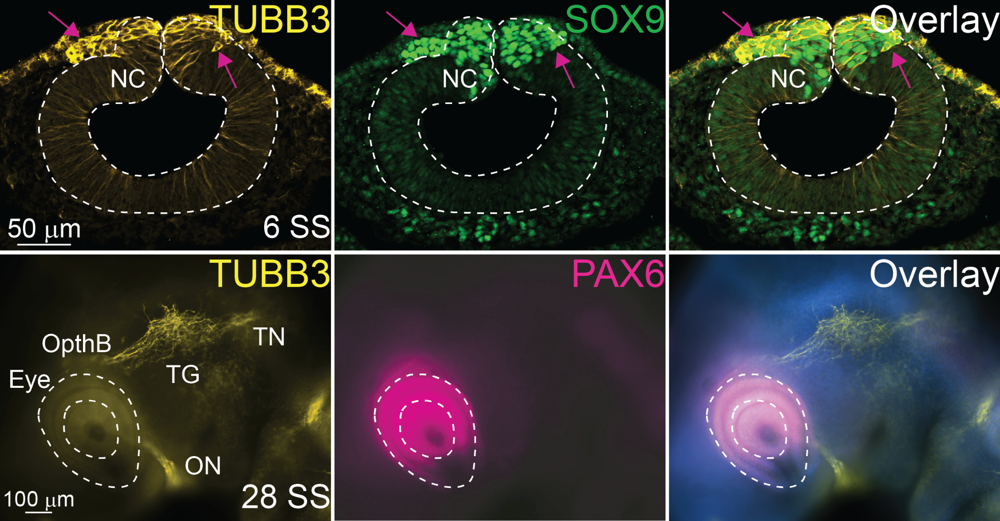 TUBB3
NC
50 μm
6 SS
SOX9
NC
Overlay
NC
TUBB3
OpthB
TN
TG
Eye
ON
100 μm
28 SS
PAX6
Overlay